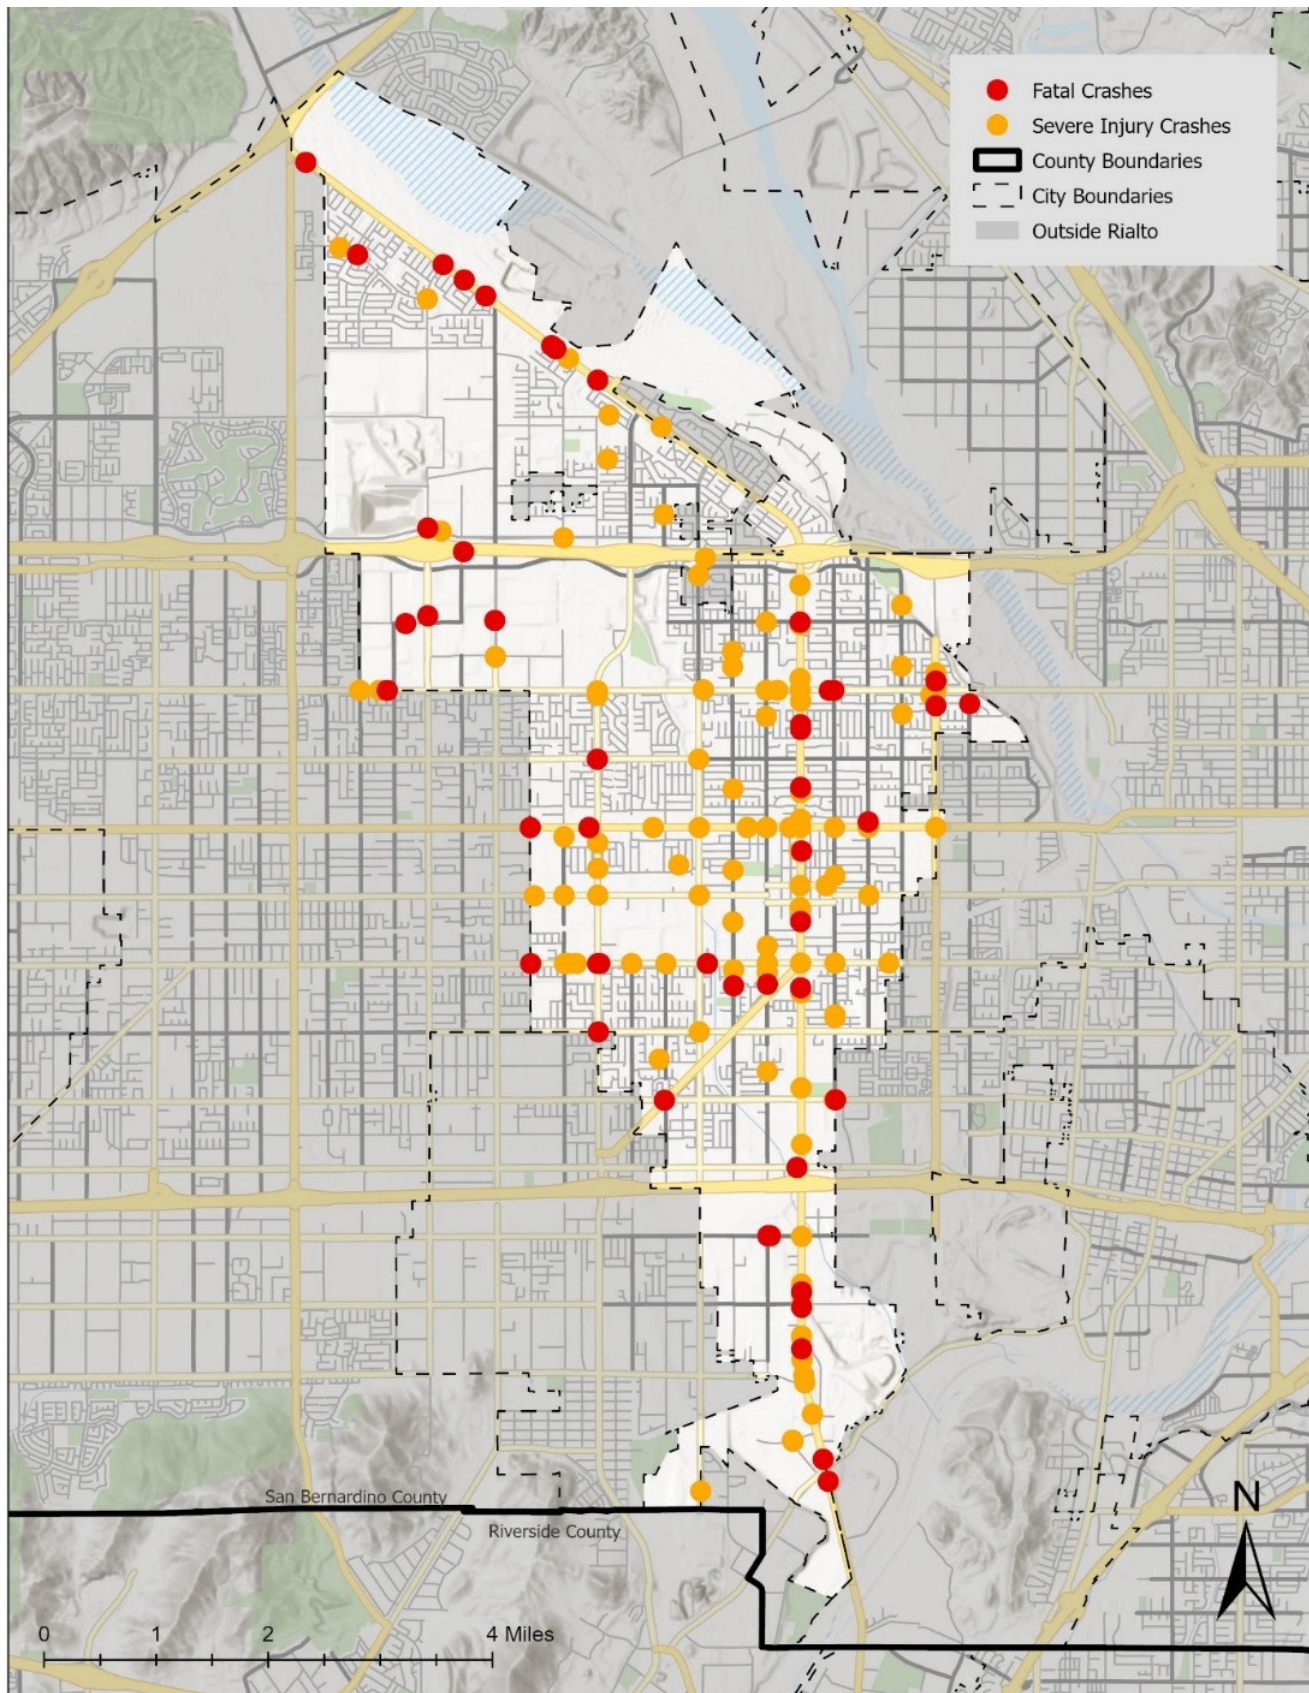 Fatal Crashes
Severe Injury Crashes
County Boundaries
City Boundaries
Outside Rialto
San Bernardino County
Riverside County
N
0 1 2 4 Miles